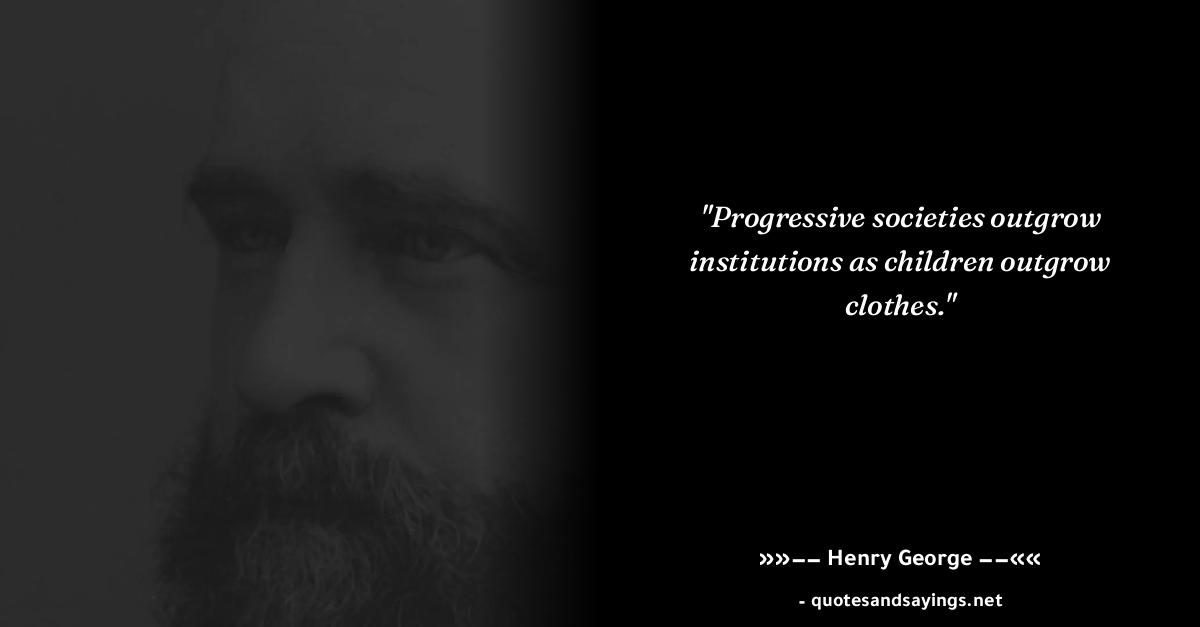 "Progressive societies outgrow
institutions as children outgrow
clothes."
»»–– Henry George ––««
- quotesandsayings.net